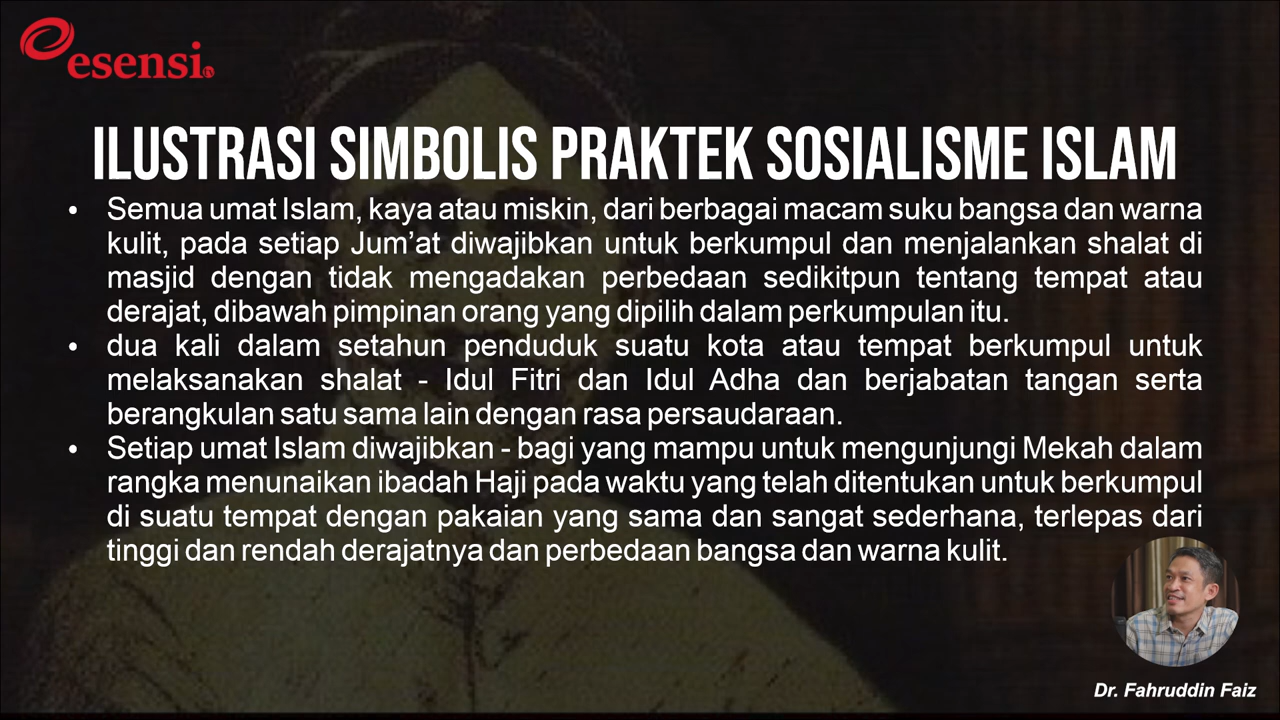 esensi
ILUSTRASI SIMBOLIS PRAKTEK SOSIALISME ISLAM
• Semua umat Islam, kaya atau miskin, dari berbagai macam suku bangsa dan warna
kulit, pada setiap Jum’at diwajibkan untuk berkumpul dan menjalankan shalat di
masjid dengan tidak mengadakan perbedaan sedikitpun tentang tempat atau
derajat, dibawah pimpinan orang yang dipilih dalam perkumpulan itu.
• dua kali dalam setahun penduduk suatu kota atau tempat berkumpul untuk
melaksanakan shalat - Idul Fitri dan Idul Adha dan berjabatan tangan serta
berangkulan satu sama lain dengan rasa persaudaraan.
• Setiap umat Islam diwajibkan - bagi yang mampu untuk mengunjungi Mekah dalam
rangka menunaikan ibadah Haji pada waktu yang telah ditentukan untuk berkumpul
di suatu tempat dengan pakaian yang sama dan sangat sederhana, terlepas dari
tinggi dan rendah derajatnya dan perbedaan bangsa dan warna kulit.
Dr. Fahruddin Faiz